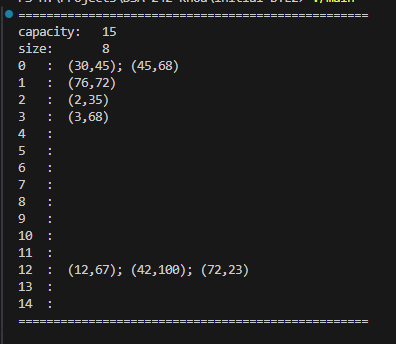 ==================================================
capacity:   15
size:       8
0   :  (30,45); (45,68)
1   :  (76,72)
2   :  (2,35)
3   :  (3,68)
4   :
5   :
6   :
7   :
8   :
9   :
10  :
11  :
12  :  (12,67); (42,100); (72,23)
13  :
14  :
==================================================